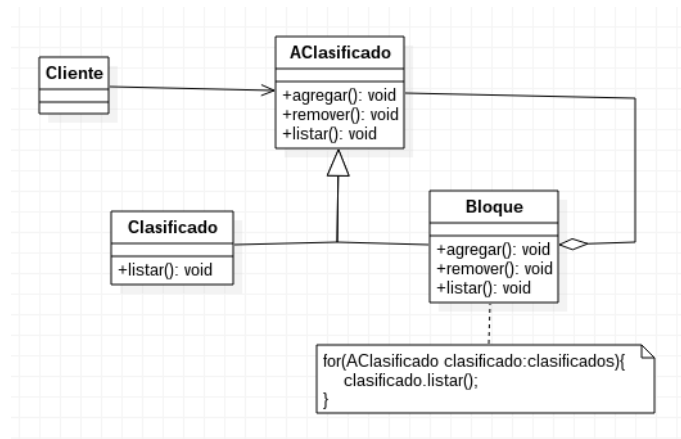 Cliente
AClasificado
+agregar(): void
+remover(): void
+listar(): void
Clasificado
+listar(): void
Bloque
+agregar(): void
+remover(): void
+listar(): void
for(AClasificado clasificado:clasificados){
clasificado.listar();
}